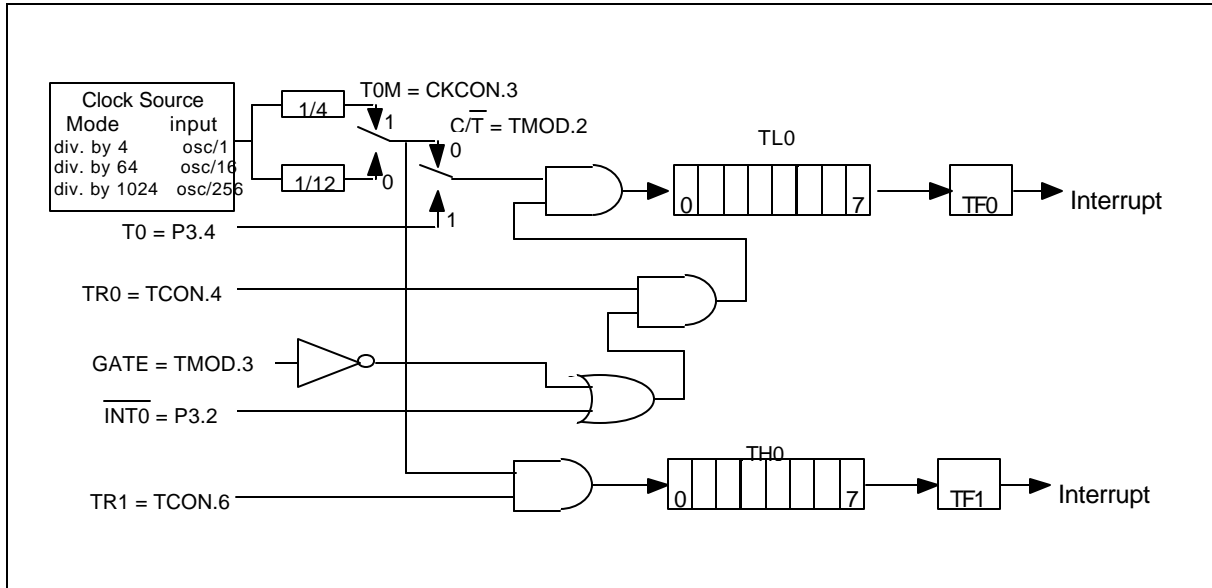 Clock Source
Mode input
div. by 4 osc/1
div. by 64 osc/16
div. by 1024 osc/256
1/4
1/12
T0M = CKCON.3
1
0
C/T̅ = TMOD.2
0
1
T0 = P3.4
TL0
0 7
TF0
Interrupt
TR0 = TCON.4
GATE = TMOD.3
I̅N̅T̅0̅ = P3.2
TR1 = TCON.6
TH0
0 7
TF1
Interrupt